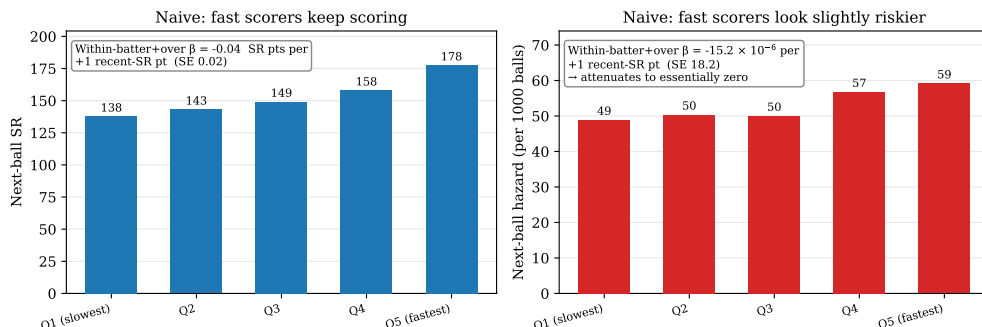 Naive: fast scorers keep scoring
Within-batter+over β = -0.04  SR pts per
+1 recent-SR pt  (SE 0.02)
Next-ball SR
200
175
150
125
100
75
50
25
0
138
143
149
158
178
Q1 (slowest)
Q2
Q3
Q4
Q5 (fastest)
Naive: fast scorers look slightly riskier
Within-batter+over β = -15.2 × 10⁻⁶ per
+1 recent-SR pt  (SE 18.2)
→ attenuates to essentially zero
Next-ball hazard (per 1000 balls)
70
60
50
40
30
20
10
0
49
50
50
57
59
Q1 (slowest)
Q2
Q3
Q4
Q5 (fastest)